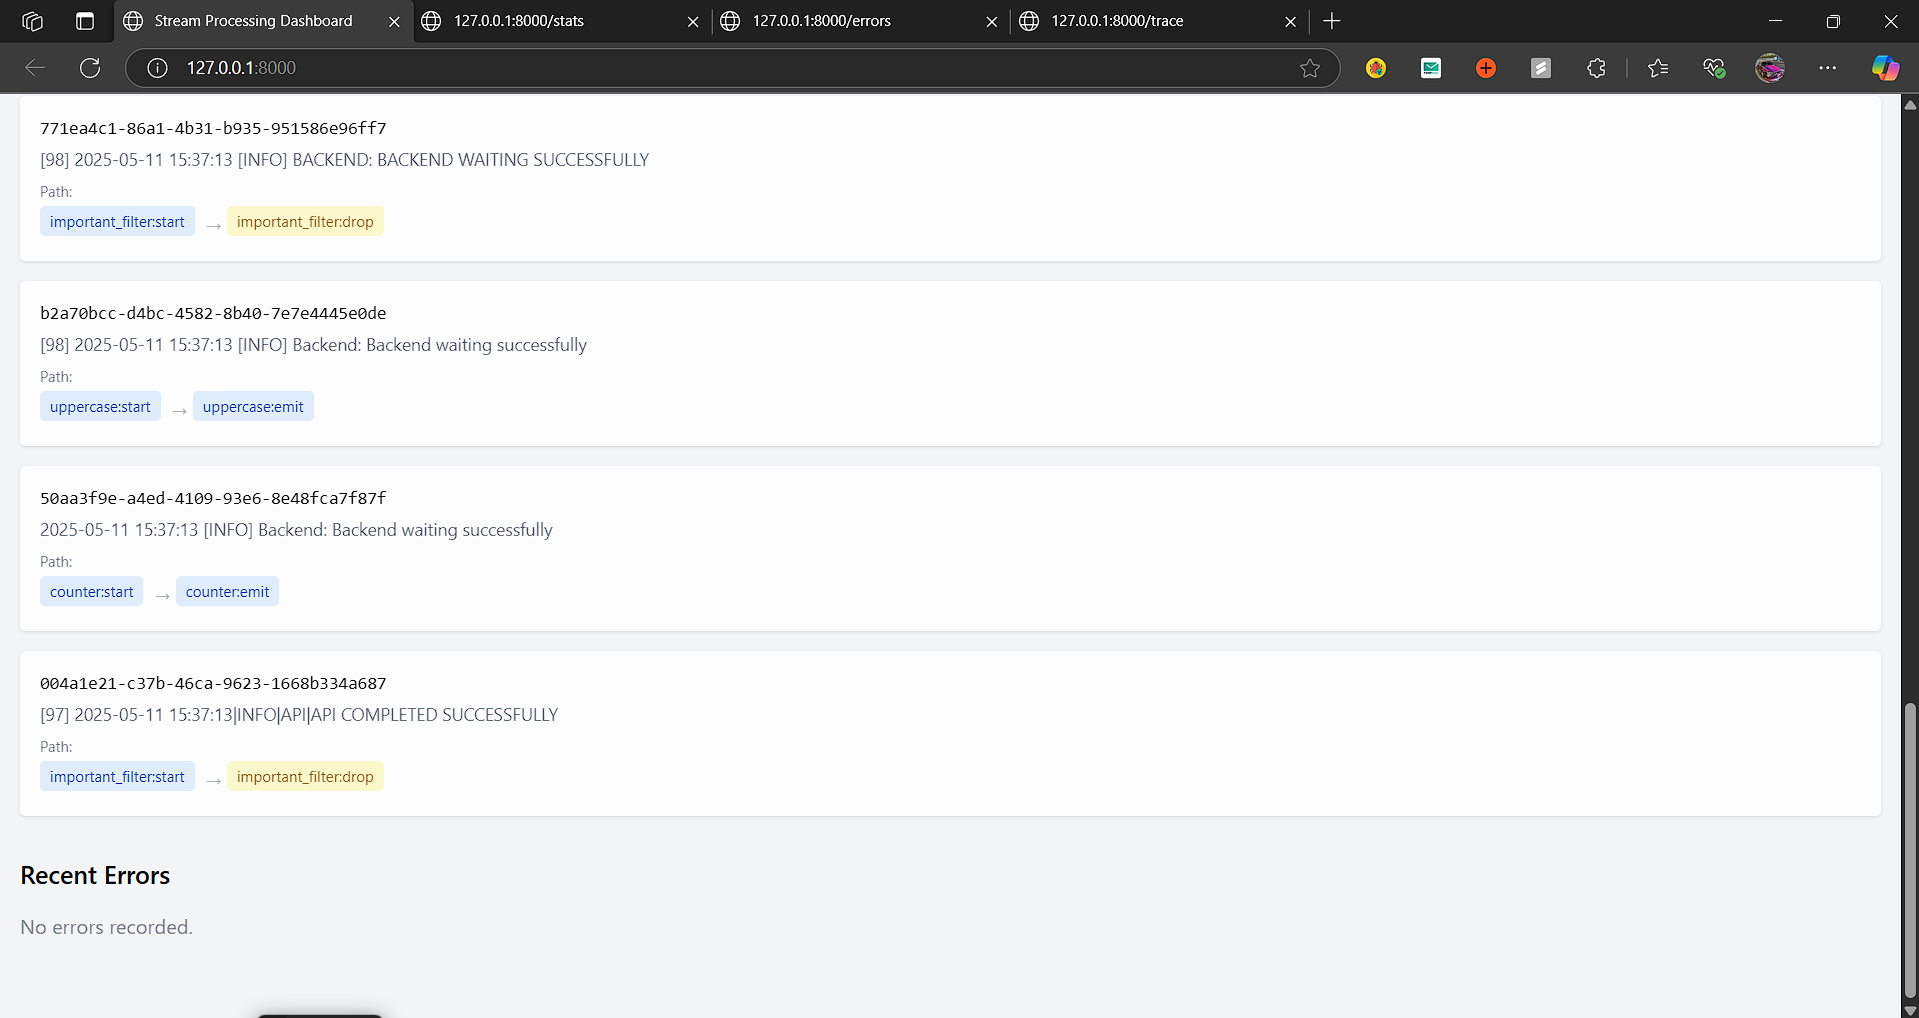 Stream Processing Dashboard
127.0.0.1:8000/stats
127.0.0.1:8000/errors
127.0.0.1:8000/trace
127.0.0.1:8000
771ea4c1-86a1-4b31-b935-951586e96ff7
[98] 2025-05-11 15:37:13 [INFO] BACKEND: BACKEND WAITING SUCCESSFULLY
Path:
important_filter:start → important_filter:drop
b2a70bcc-d4bc-4582-8b40-7e7e4445e0de
[98] 2025-05-11 15:37:13 [INFO] Backend: Backend waiting successfully
Path:
uppercase:start → uppercase:emit
50aa3f9e-a4ed-4109-93e6-8e48fca7f87f
2025-05-11 15:37:13 [INFO] Backend: Backend waiting successfully
Path:
counter:start → counter:emit
004a1e21-c37b-46ca-9623-1668b334a687
[97] 2025-05-11 15:37:13|INFO|API|API COMPLETED SUCCESSFULLY
Path:
important_filter:start → important_filter:drop
Recent Errors
No errors recorded.